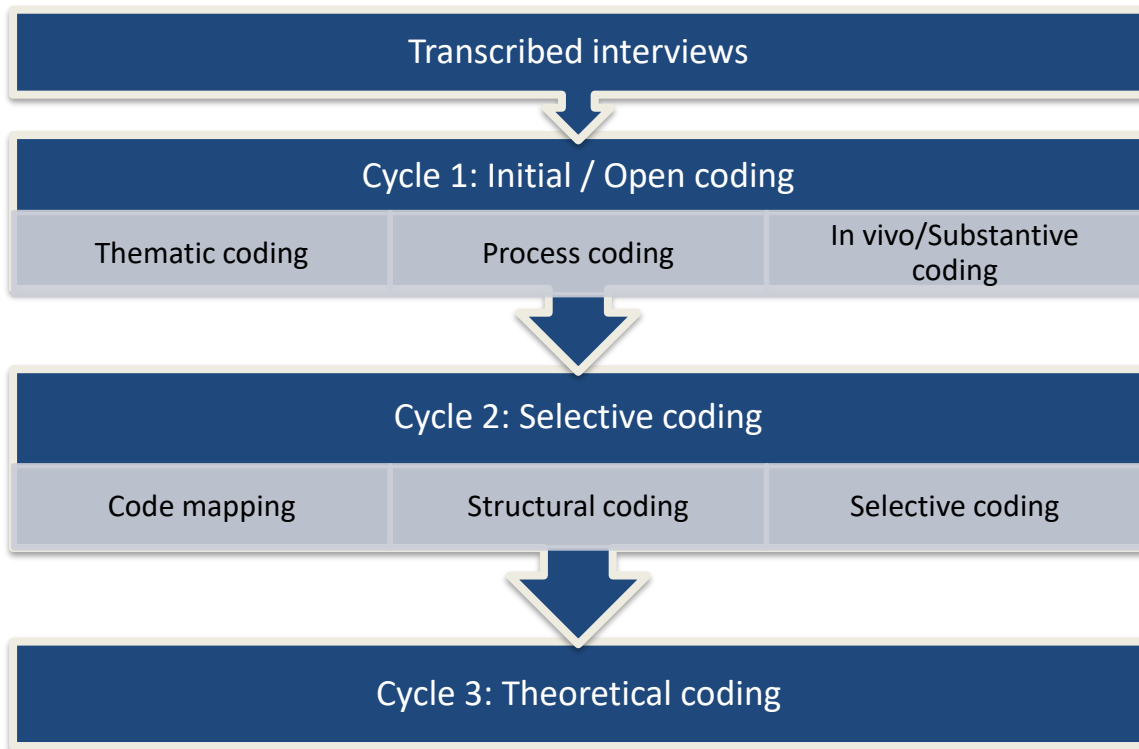 Transcribed interviews
Cycle 1: Initial / Open coding
Thematic coding
Process coding
In vivo/Substantive
coding
Cycle 2: Selective coding
Code mapping
Structural coding
Selective coding
Cycle 3: Theoretical coding